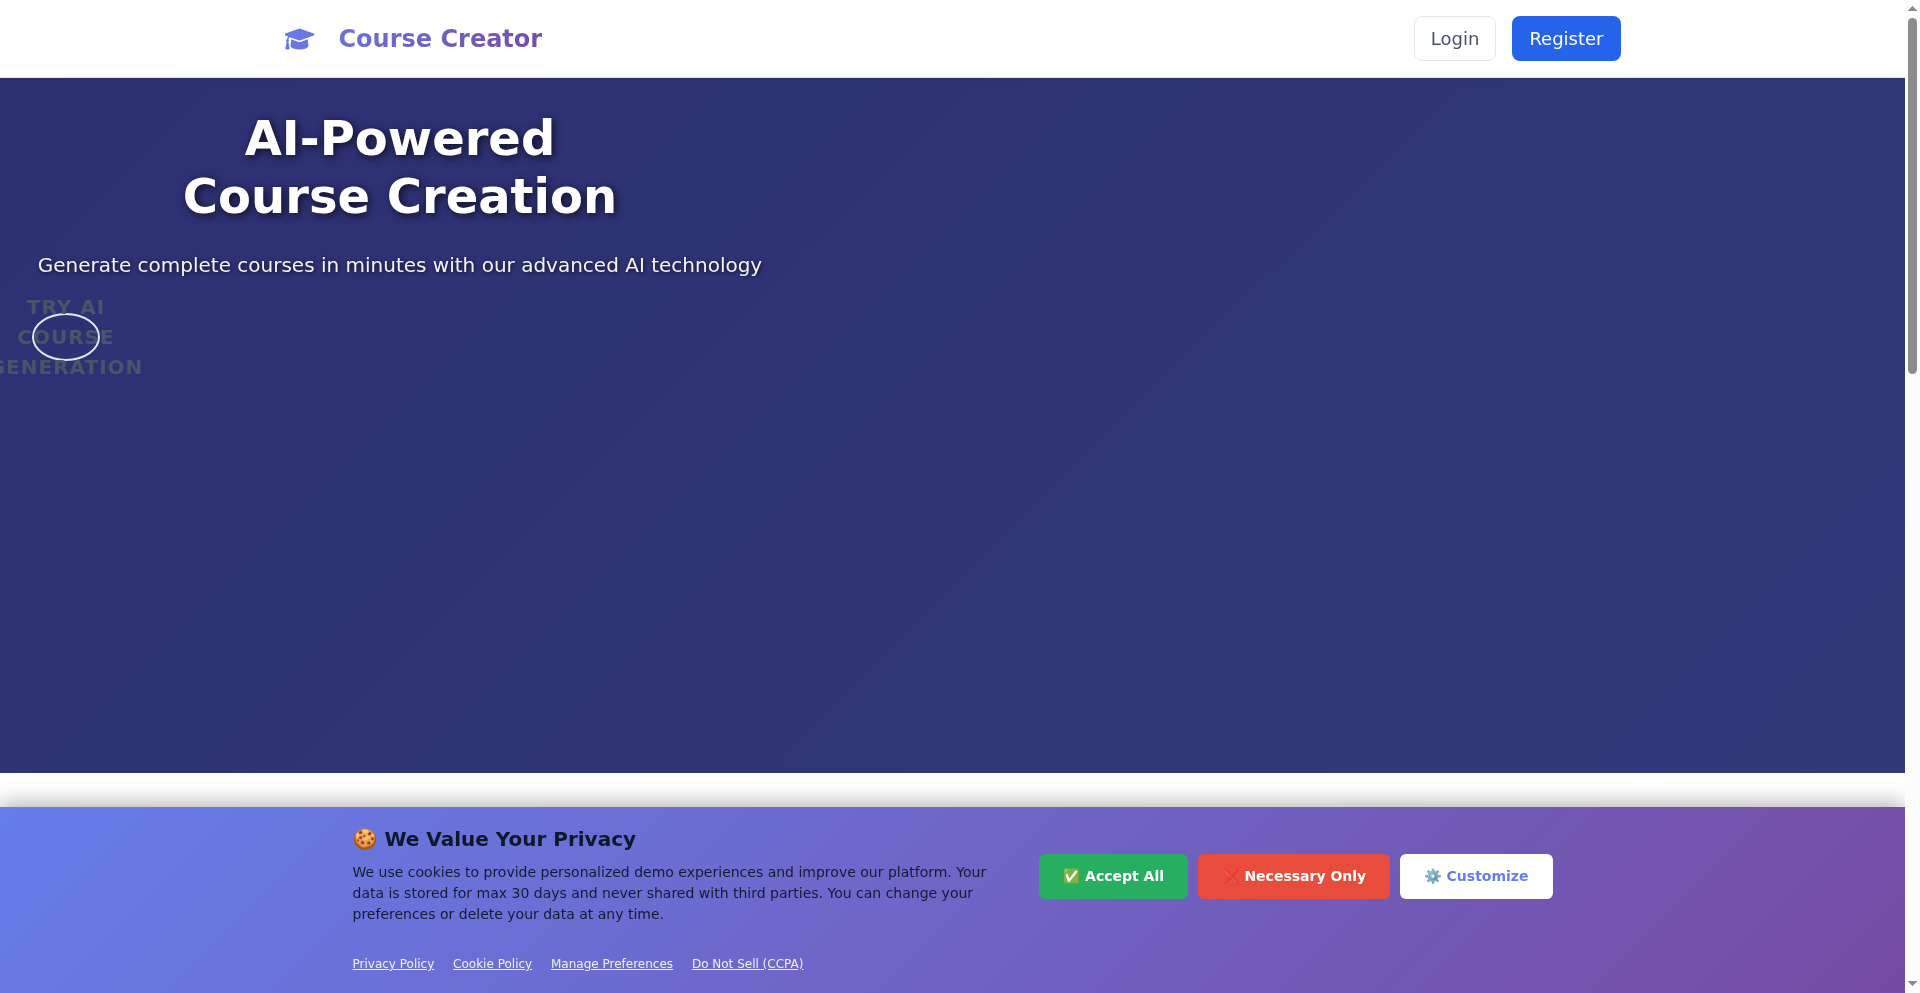 Course Creator
Login
Register
AI-Powered
Course Creation
Generate complete courses in minutes with our advanced AI technology
TRY AI
COURSE
GENERATION
🍪 We Value Your Privacy
We use cookies to provide personalized demo experiences and improve our platform. Your
data is stored for max 30 days and never shared with third parties. You can change your
preferences or delete your data at any time.
✅ Accept All
❌ Necessary Only
⚙️ Customize
Privacy Policy
Cookie Policy
Manage Preferences
Do Not Sell (CCPA)